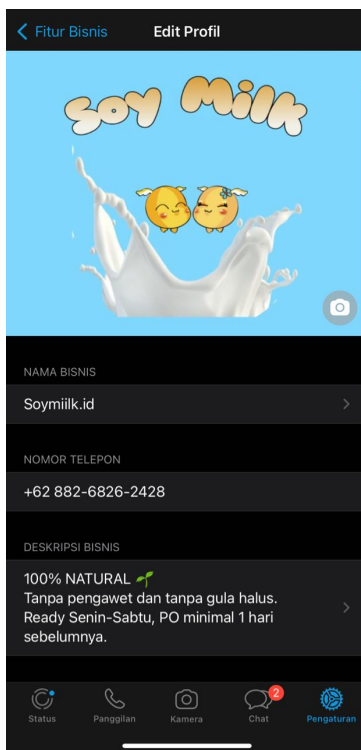 Fitur Bisnis
Edit Profil
Soy Milk
NAMA BISNIS
Soymiilk.id
NOMOR TELEPON
+62 882-6826-2428
DESKRIPSI BISNIS
100% NATURAL 🌱
Tanpa pengawet dan tanpa gula halus.
Ready Senin-Sabtu, PO minimal 1 hari
sebelumnya.
2
Status
Panggilan
Kamera
Chat
Pengaturan